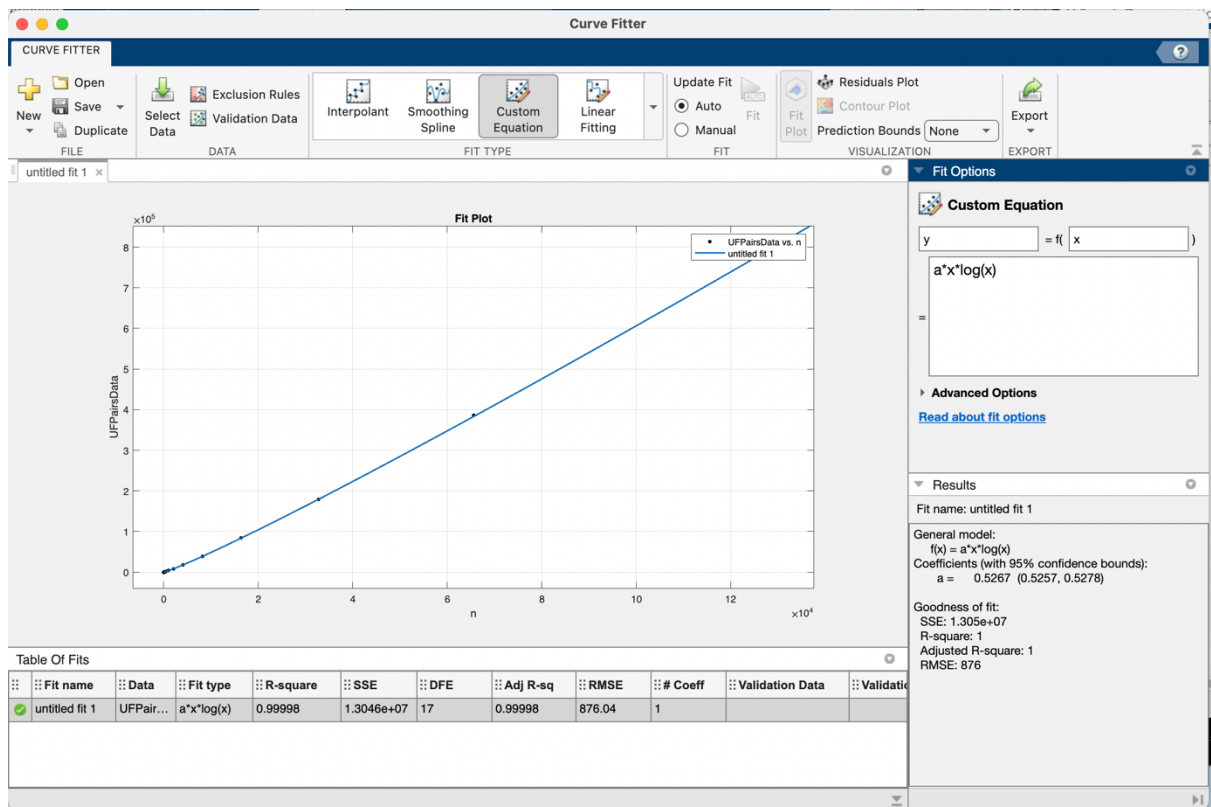 Curve Fitter
CURVE FITTER
?
New
Open
Save
Duplicate
FILE
Select Data
Exclusion Rules
Validation Data
DATA
Interpolant
Smoothing Spline
Custom Equation
Linear Fitting
FIT TYPE
Update Fit
Auto
Manual
Fit
FIT
Fit Plot
Residuals Plot
Contour Plot
Prediction Bounds None
VISUALIZATION
Export
EXPORT
untitled fit 1 ×
Fit Plot
×10⁵
8
7
6
5
4
3
2
1
0
UFPairsData
UFPairsData vs. n
untitled fit 1
0 2 4 6 8 10 12
×10⁴
n
Table Of Fits
Fit name Data Fit type R-square SSE DFE Adj R-sq RMSE # Coeff Validation Data Validatio
untitled fit 1 UFPair... a*x*log(x) 0.99998 1.3046e+07 17 0.99998 876.04 1
Fit Options
Custom Equation
y = f( x )
= a*x*log(x)
Advanced Options
Read about fit options
Results
Fit name: untitled fit 1
General model:
f(x) = a*x*log(x)
Coefficients (with 95% confidence bounds):
a = 0.5267 (0.5257, 0.5278)
Goodness of fit:
SSE: 1.305e+07
R-square: 1
Adjusted R-square: 1
RMSE: 876